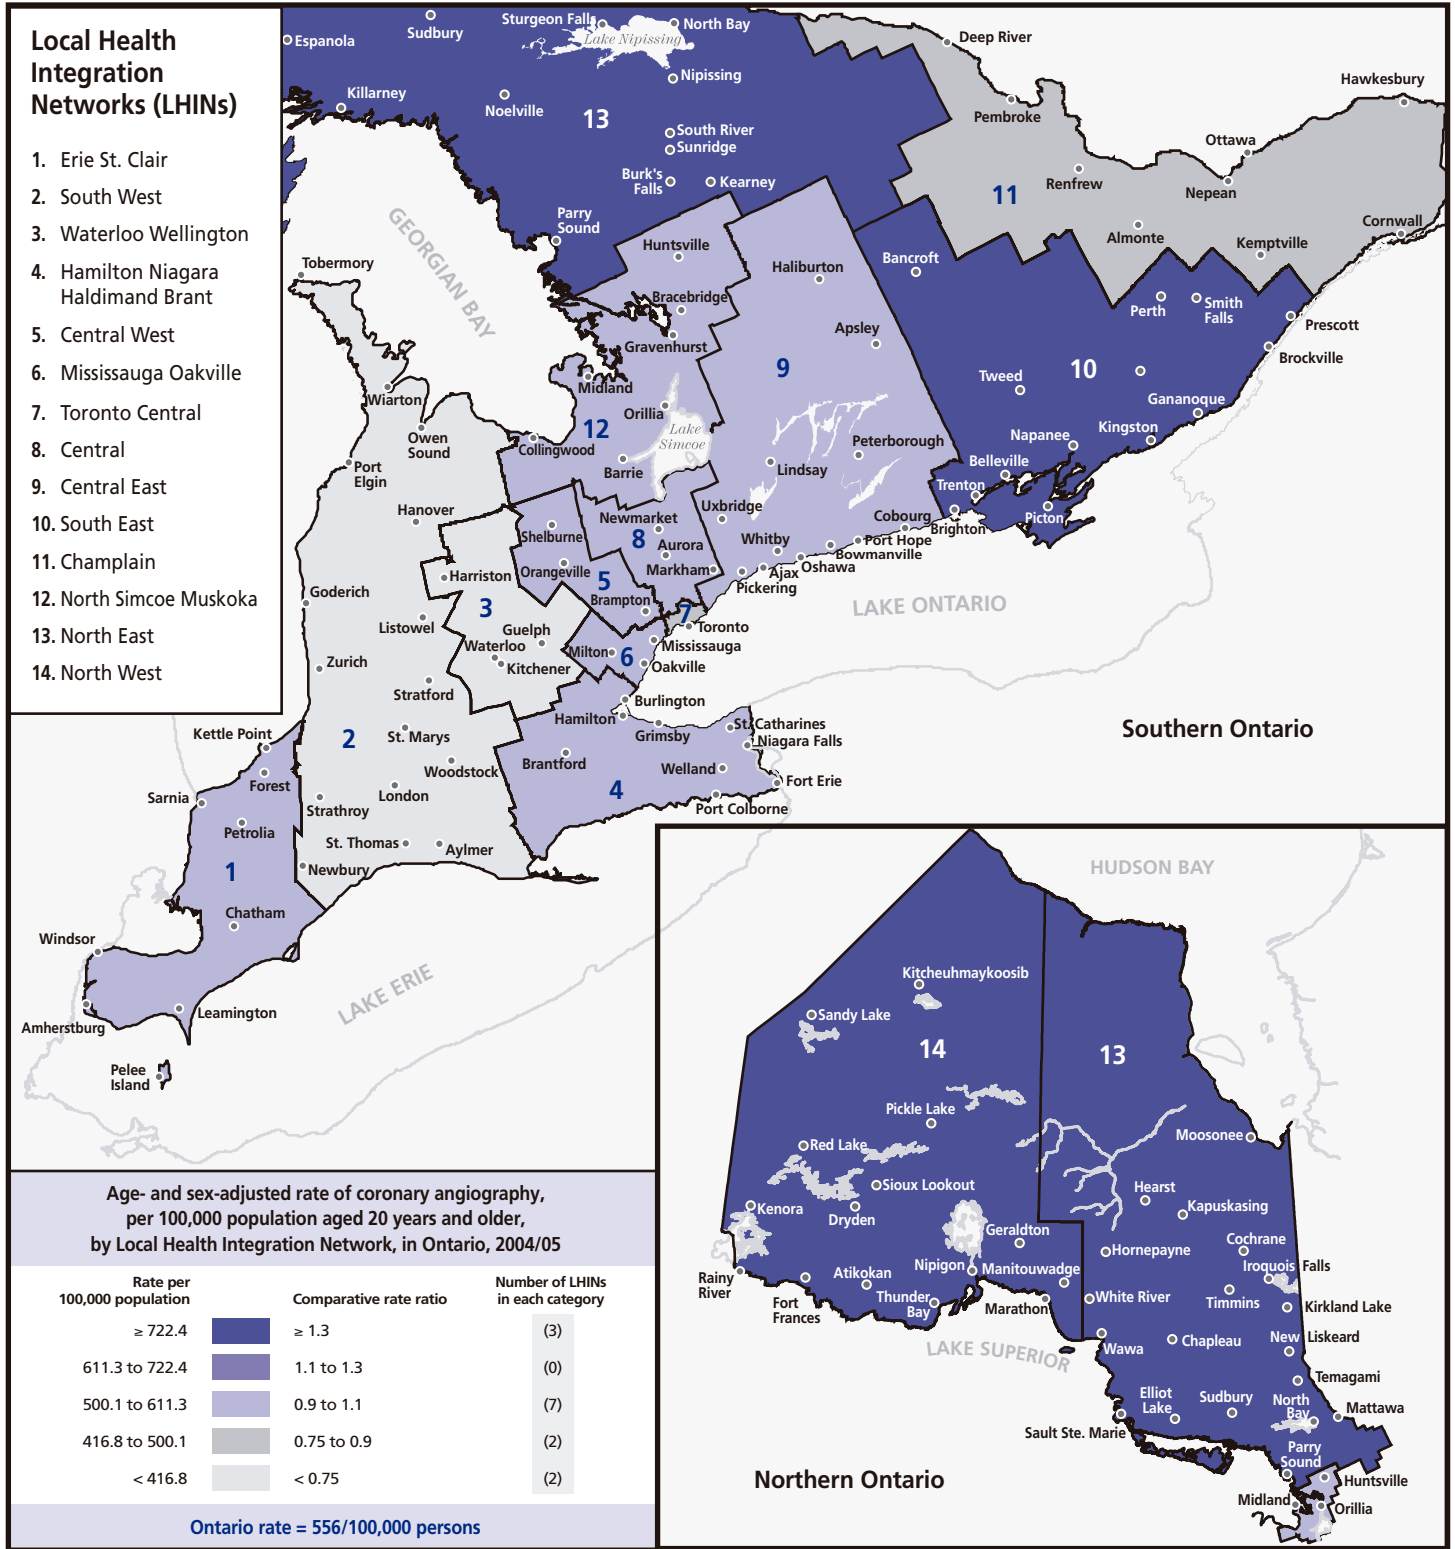 Local Health
Integration
Networks (LHINs)
1. Erie St. Clair
2. South West
3. Waterloo Wellington
4. Hamilton Niagara
Haldimand Brant
5. Central West
6. Mississauga Oakville
7. Toronto Central
8. Central
9. Central East
10. South East
11. Champlain
12. North Simcoe Muskoka
13. North East
14. North West
Espanola
Sudbury
Sturgeon Falls
North Bay
Lake Nipissing
Nipissing
Killarney
Noelville
13
South River
Sunridge
Burk's
Falls
Kearney
Parry
Sound
Deep River
Pembroke
Hawkesbury
Ottawa
Renfrew
Nepean
11
Cornwall
Almonte
Kemptville
GEORGIAN BAY
Tobermory
Huntsville
Haliburton
Bancroft
Bracebridge
Gravenhurst
Apsley
Perth
Smith
Falls
Prescott
Brockville
9
10
Tweed
Gananoque
Midland
Orillia
Lake
Simcoe
12
Collingwood
Barrie
Wiarton
Owen
Sound
Port
Elgin
Hanover
Peterborough
Lindsay
Napanee
Kingston
Belleville
Trenton
Picton
Brighton
Cobourg
Port Hope
Bowmanville
Oshawa
Ajax
Pickering
Whitby
Uxbridge
Newmarket
8
Aurora
Markham
Shelburne
Orangeville
5
Brampton
7
Toronto
LAKE ONTARIO
Harriston
3
Goderich
Listowel
Guelph
Waterloo
Kitchener
Milton
6
Mississauga
Oakville
Zurich
Stratford
Burlington
Hamilton
Grimsby
St. Catharines
Niagara Falls
Kettle Point
2
St. Marys
Woodstock
Brantford
Welland
4
Fort Erie
Port Colborne
Forest
Sarnia
Strathroy
London
Petrolia
St. Thomas
Aylmer
1
Newbury
Chatham
Windsor
Leamington
Amherstburg
LAKE ERIE
Pelee
Island
Southern Ontario
HUDSON BAY
Kitcheuhmaykoosib
Sandy Lake
14
13
Pickle Lake
Moosonee
Red Lake
Sioux Lookout
Hearst
Kapuskasing
Kenora
Dryden
Geraldton
Hornepayne
Cochrane
Iroquois Falls
Nipigon
Manitouwadge
Rainy
River
Atikokan
Fort
Frances
Thunder
Bay
Marathon
White River
Timmins
Kirkland Lake
LAKE SUPERIOR
Wawa
Chapleau
New Liskeard
Temagami
Elliot
Lake
Sudbury
North
Bay
Mattawa
Sault Ste. Marie
Parry
Sound
Huntsville
Midland
Orillia
Northern Ontario
Age- and sex-adjusted rate of coronary angiography,
per 100,000 population aged 20 years and older,
by Local Health Integration Network, in Ontario, 2004/05
Rate per
100,000 population
Comparative rate ratio
Number of LHINs
in each category
≥ 722.4 ≥ 1.3 (3)
611.3 to 722.4 1.1 to 1.3 (0)
500.1 to 611.3 0.9 to 1.1 (7)
416.8 to 500.1 0.75 to 0.9 (2)
< 416.8 < 0.75 (2)
Ontario rate = 556/100,000 persons